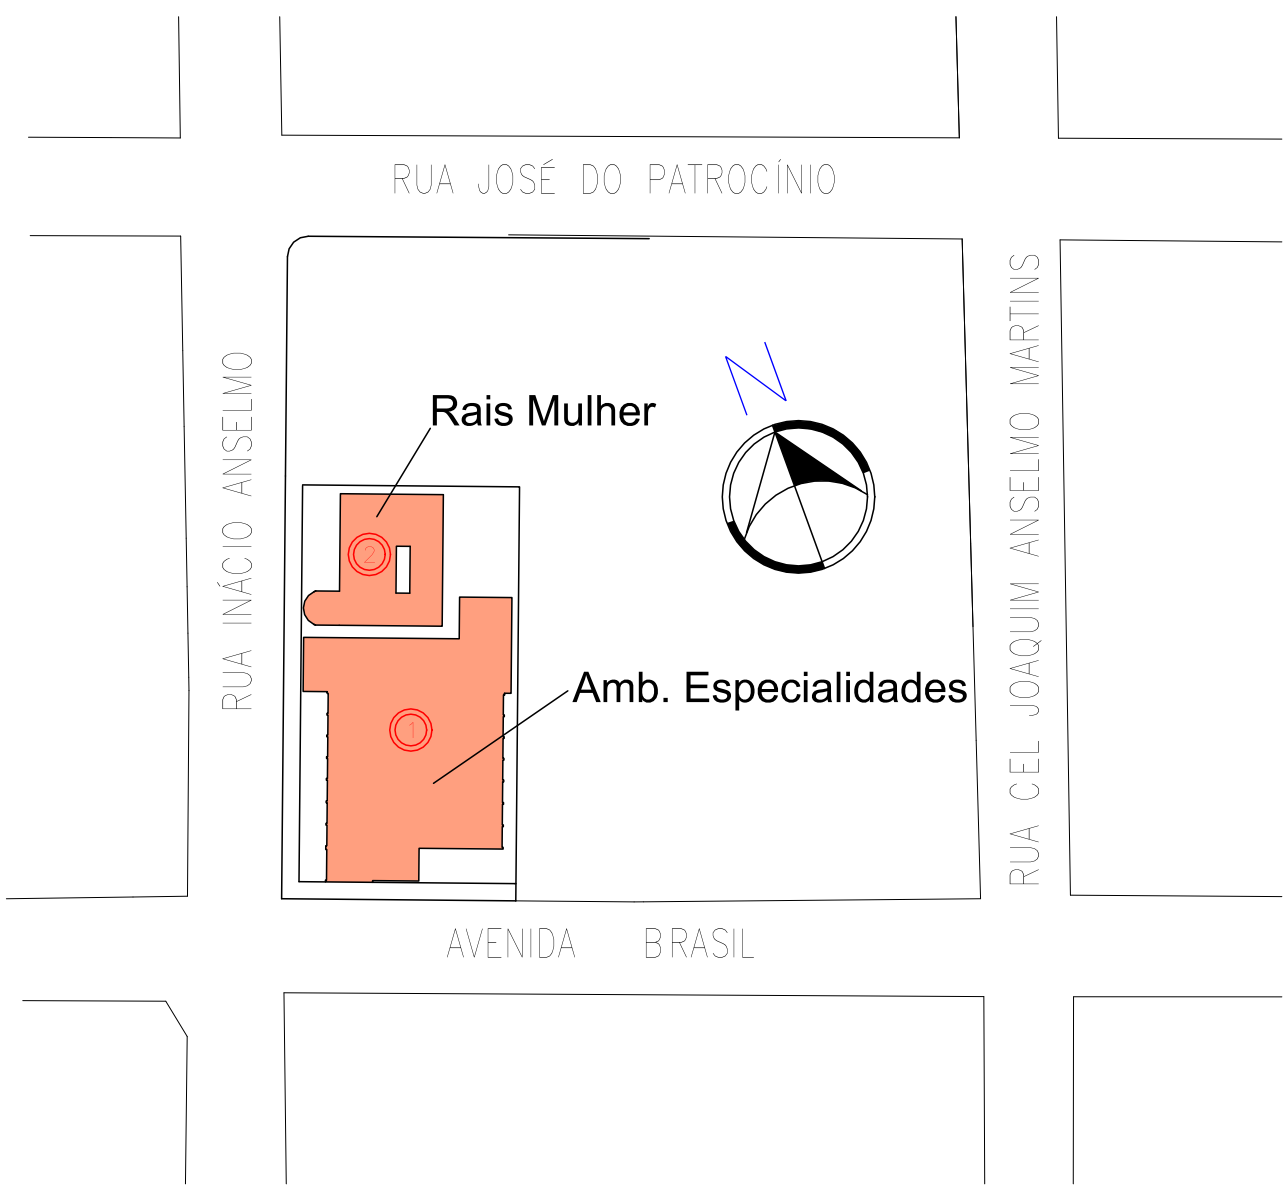 RUA JOSÉ DO PATROCÍNIO
RUA INÁCIO ANSELMO
RUA CEL JOAQUIM ANSELMO MARTINS
N
Rais Mulher
2
Amb. Especialidades
1
AVENIDA BRASIL